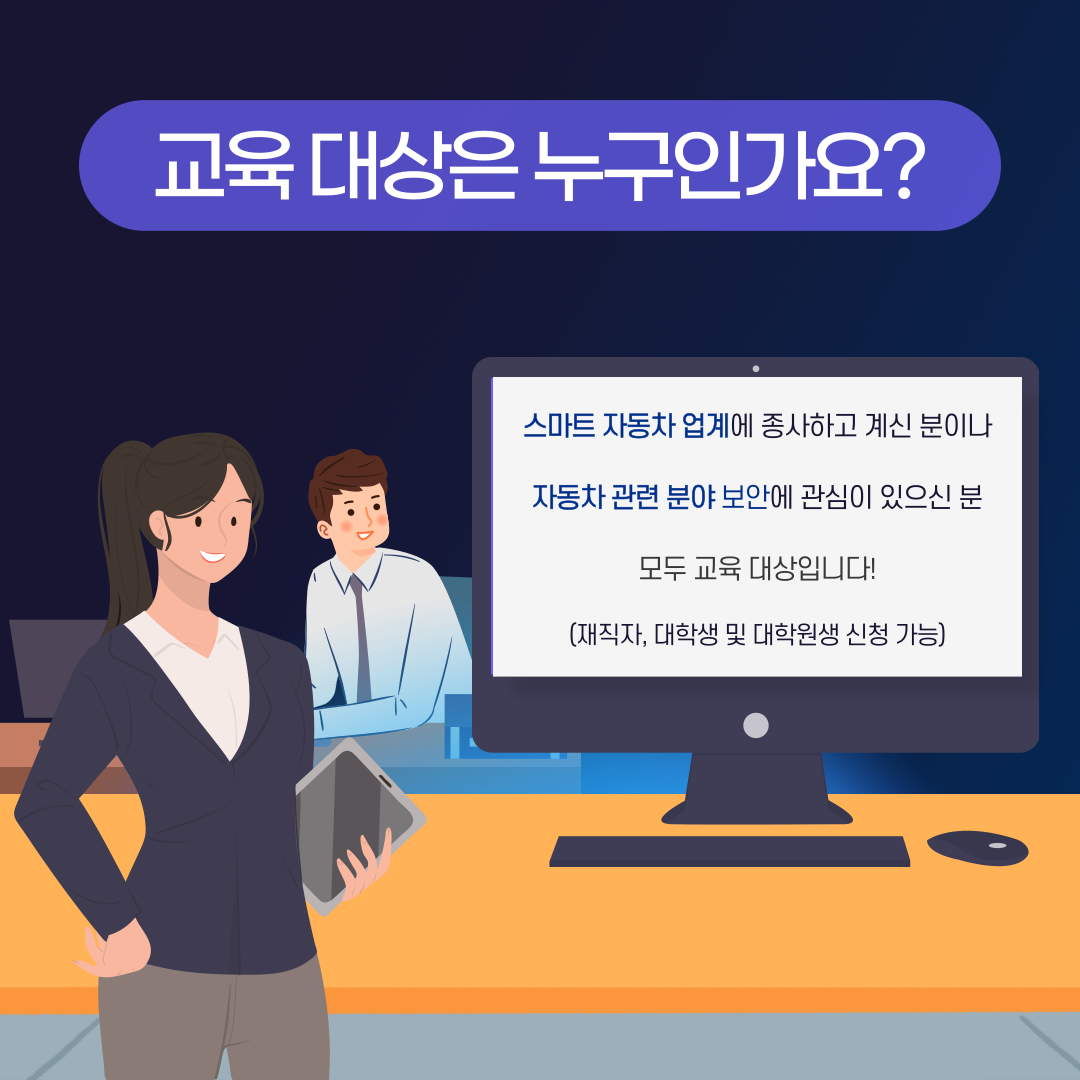 교육 대상은 누구인가요?
스마트 자동차 업계에 종사하고 계신 분이나
자동차 관련 분야 보안에 관심이 있으신 분
모두 교육 대상입니다!
(재직자, 대학생 및 대학원생 신청 가능)